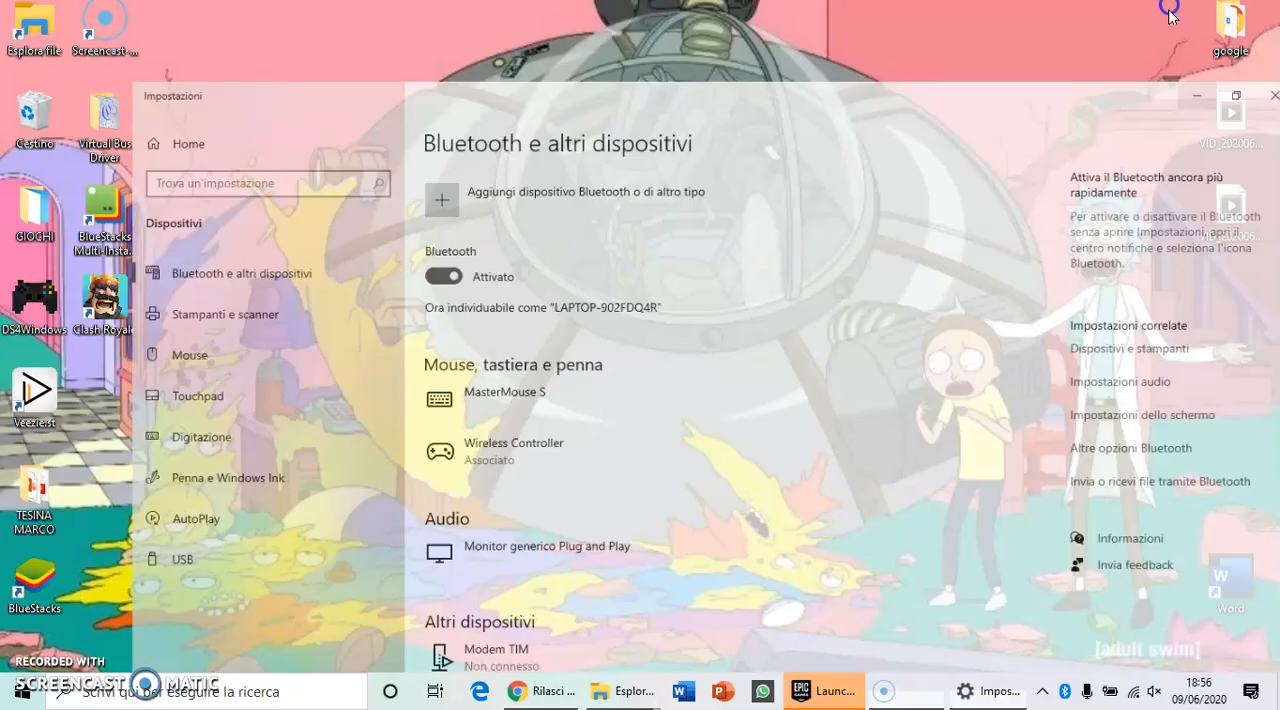 Esplora file
Screencast -...
google
Impostazioni
Cestino
Virtual Bus
Driver
Home
Bluetooth e altri dispositivi
VID_202006...
Trova un'impostazione
Aggiungi dispositivo Bluetooth o di altro tipo
Attiva il Bluetooth ancora più
rapidamente
Per attivare o disattivare il Bluetooth
senza aprire Impostazioni, apri il
centro notifiche e seleziona l'icona
Bluetooth.
VID_202006...
GIOCHI
BlueStacks
Multi-Insta...
Dispositivi
Bluetooth
Attivato
Bluetooth e altri dispositivi
Ora individuabile come "LAPTOP-902FDQ4R"
Stampanti e scanner
DS4Windows
Clash Royale
Impostazioni correlate
Dispositivi e stampanti
Mouse
Mouse, tastiera e penna
MasterMouse S
Impostazioni audio
Touchpad
Impostazioni dello schermo
Veezie.st
Digitazione
Wireless Controller
Associato
Altre opzioni Bluetooth
Penna e Windows Ink
Invia o ricevi file tramite Bluetooth
TESINA
MARCO
AutoPlay
Audio
Monitor generico Plug and Play
Informazioni
USB
Invia feedback
BlueStacks
Word
Altri dispositivi
Modem TIM
Non connesso
[adult swim]
RECORDED WITH
SCREENCAST MATIC
Scrivi qui per eseguire la ricerca
Rilasci ...
Esplor...
EPIC
GAMES
Launc...
Impos...
18:56
09/06/2020